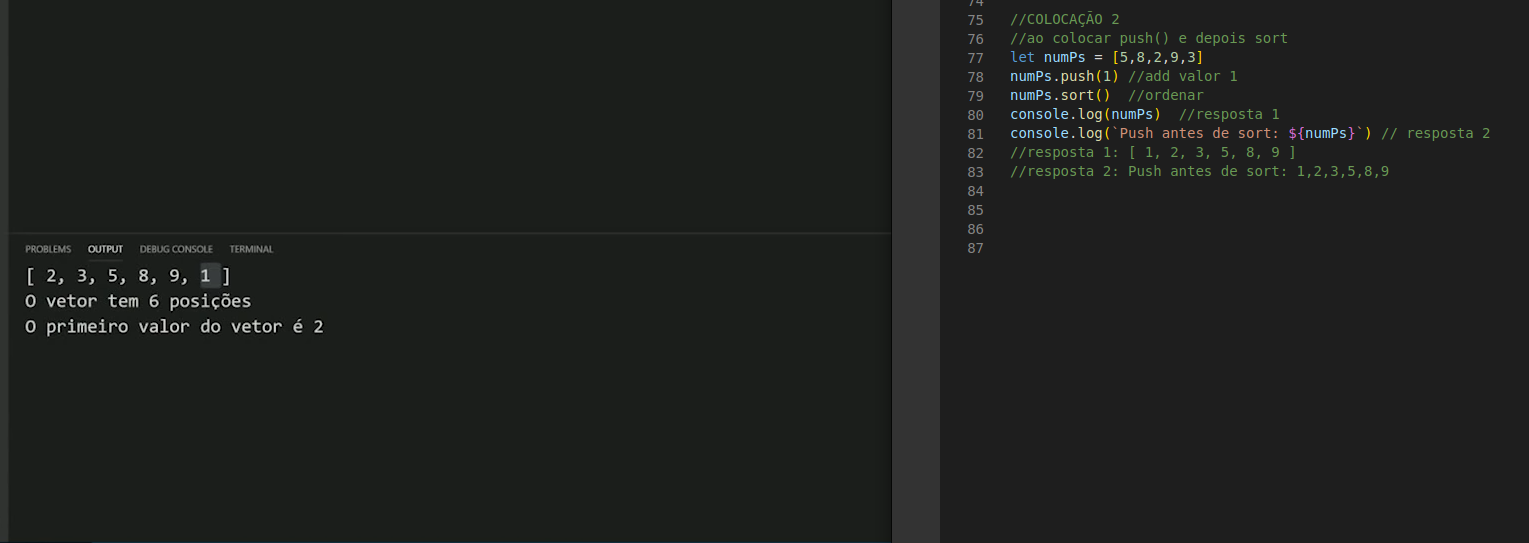 PROBLEMS OUTPUT DEBUG CONSOLE TERMINAL
[ 2, 3, 5, 8, 9, 1 ]
O vetor tem 6 posições
O primeiro valor do vetor é 2
74
75 //COLOCAÇÃO 2
76 //ao colocar push() e depois sort
77 let numPs = [5,8,2,9,3]
78 numPs.push(1) //add valor 1
79 numPs.sort() //ordenar
80 console.log(numPs) //resposta 1
81 console.log(`Push antes de sort: ${numPs}`) // resposta 2
82 //resposta 1: [ 1, 2, 3, 5, 8, 9 ]
83 //resposta 2: Push antes de sort: 1,2,3,5,8,9
84
85
86
87